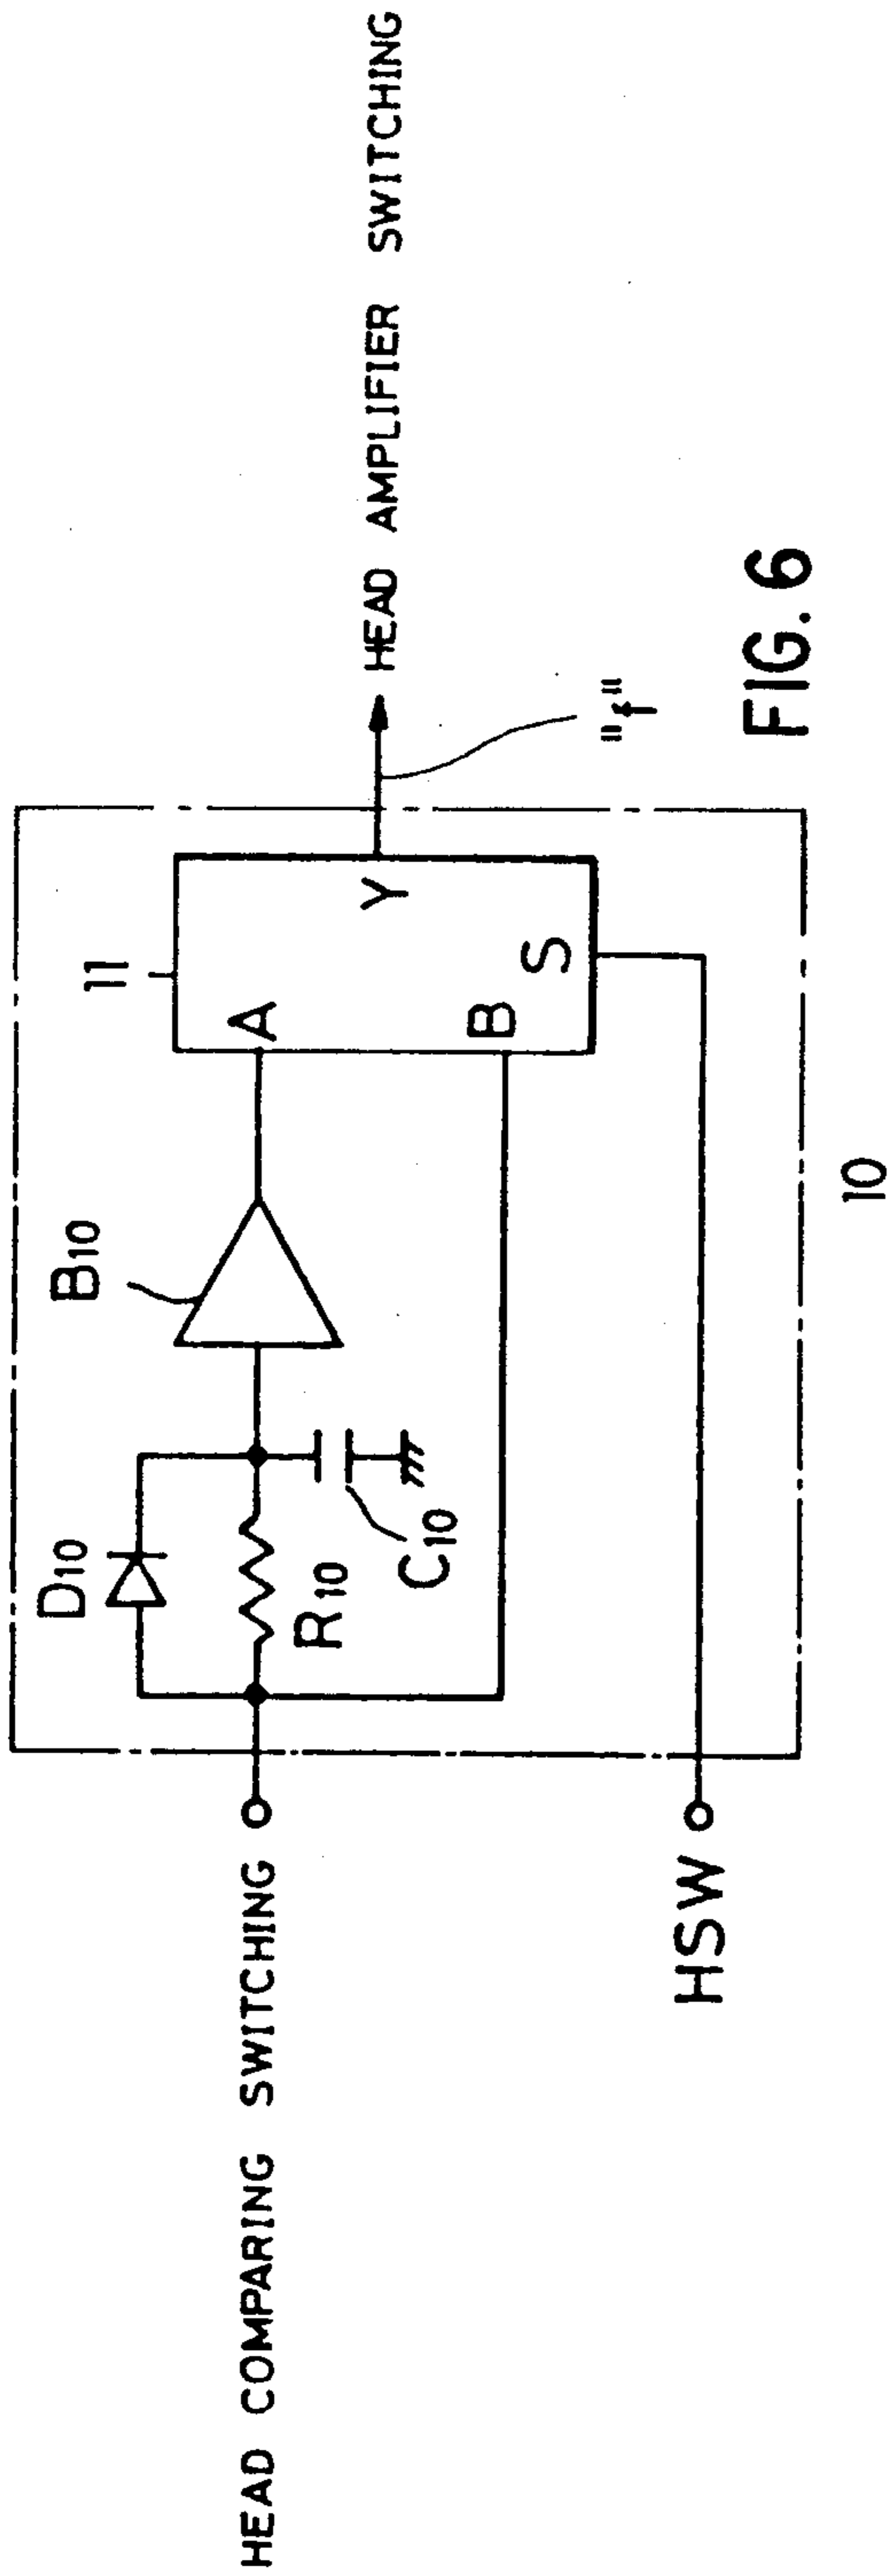 HEAD COMPARING SWITCHING
HSW
D10
R10
C10
B10
11
A
B
S
Y
"f"
HEAD AMPLIFIER SWITCHING
10
FIG. 6